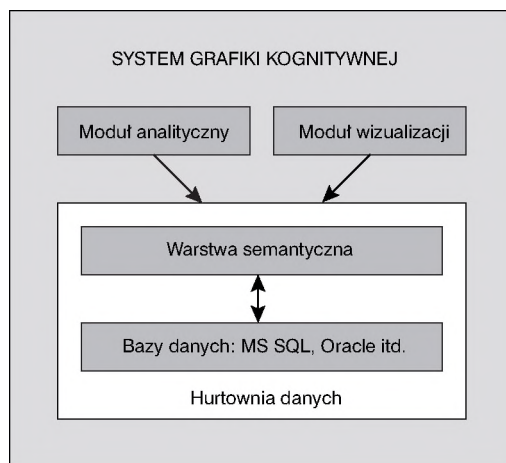 SYSTEM GRAFIKI KOGNITYWNEJ
Moduł analityczny
Moduł wizualizacji
Warstwa semantyczna
Bazy danych: MS SQL, Oracle itd.
Hurtownia danych